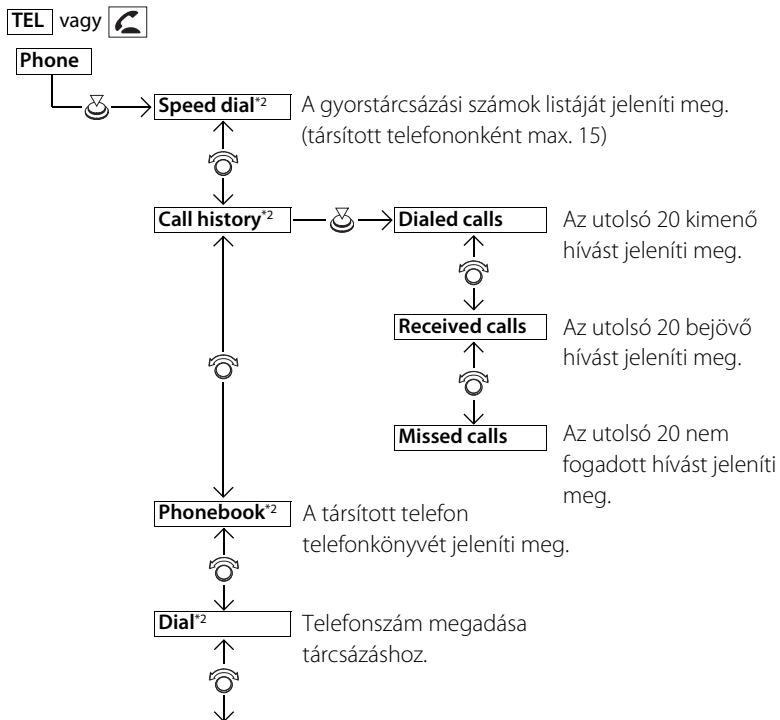 TEL vagy
Phone
Speed dial*2 A gyorstárcsázási számok listáját jeleníti meg.
(társított telefononként max. 15)
Call history*2 Dialed calls Az utolsó 20 kimenő
hívást jeleníti meg.
Received calls Az utolsó 20 bejövő
hívást jeleníti meg.
Missed calls Az utolsó 20 nem
fogadott hívást jeleníti
meg.
Phonebook*2 A társított telefon
telefonkönyvét jeleníti meg.
Dial*2 Telefonszám megadása
tárcsázáshoz.